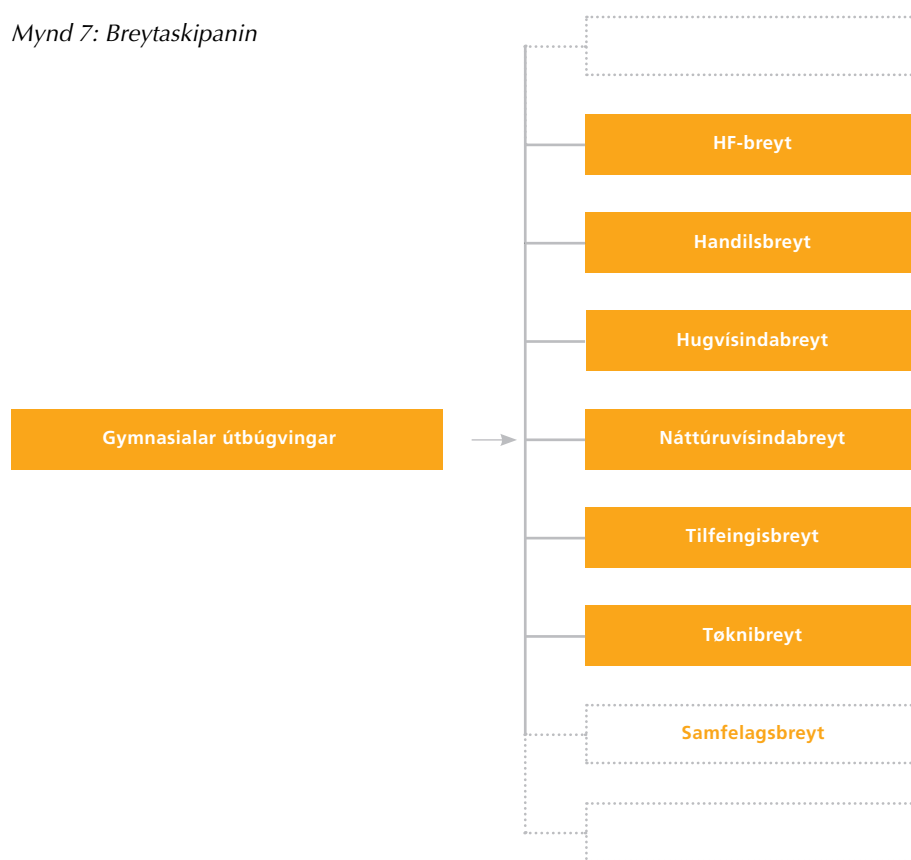 Mynd 7: Breytaskipanin
HF-breyt
Handilsbreyt
Hugvísindabreyt
Gymnasialar útbúgvingar
Náttúruvísindabreyt
Tilfeingisbreyt
Tøknibreyt
Samfelagsbreyt